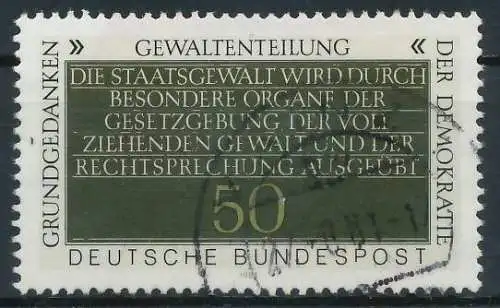 GRUNDGEDANKEN
» GEWALTENTEILUNG «
DER DEMOKRATIE
DIE STAATSGEWALT WIRD DURCH
BESONDERE ORGANE DER
GESETZGEBUNG, DER VOLL
ZIEHENDEN GEWALT UND DER
RECHTSPRECHUNG AUSGEÜBT
50
DEUTSCHE BUNDESPOST